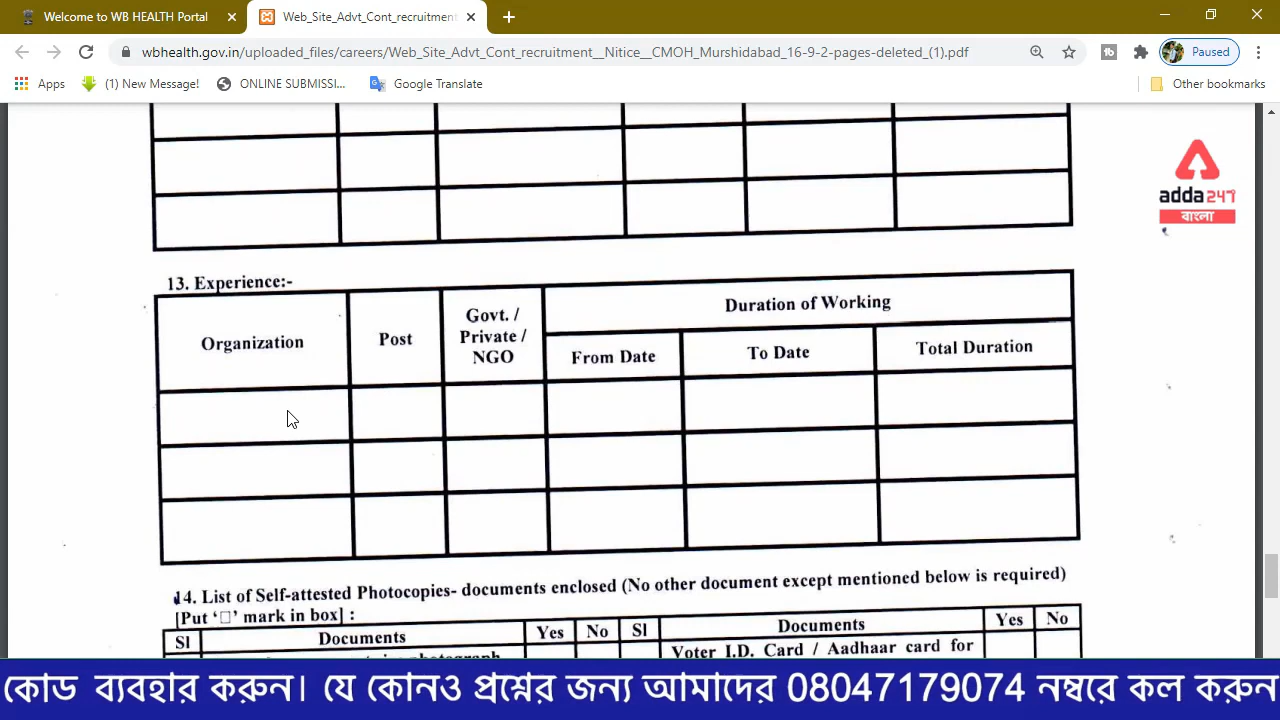 Welcome to WB HEALTH Portal
Web_Site_Advt_Cont_recruitment
wbhealth.gov.in/uploaded_files/careers/Web_Site_Advt_Cont_recruitment__Nitice__CMOH_Murshidabad_16-9-2-pages-deleted_(1).pdf
Paused
Apps
(1) New Message!
ONLINE SUBMISSI...
Google Translate
Other bookmarks
adda247
বাংলা
13. Experience:-
Organization
Post
Govt. /
Private /
NGO
Duration of Working
From Date
To Date
Total Duration
14. List of Self-attested Photocopies- documents enclosed (No other document except mentioned below is required)
[Put ‘□’ mark in box] :
Sl Documents Yes No Sl Documents Yes No
Voter I.D. Card / Aadhaar card for
কোড ব্যবহার করুন। যে কোনও প্রশ্নের জন্য আমাদের 08047179074 নম্বরে কল করুন